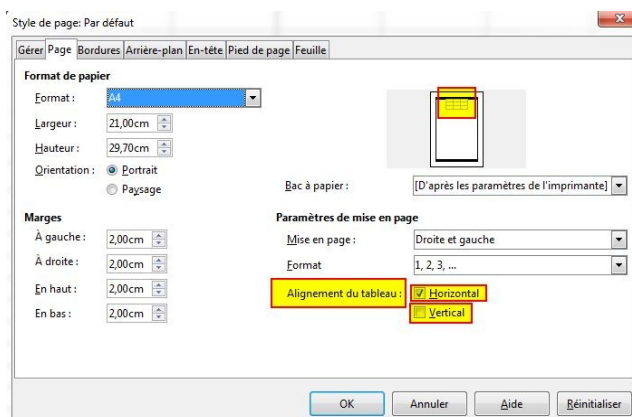 Style de page: Par défaut
Gérer Page Bordures Arrière-plan En-tête Pied de page Feuille
Format de papier
Format :
A4
Largeur :
21,00cm
Hauteur :
29,70cm
Orientation :
Portrait
Paysage
Bac à papier :
[D'après les paramètres de l'imprimante]
Marges
À gauche :
2,00cm
À droite :
2,00cm
En haut :
2,00cm
En bas :
2,00cm
Paramètres de mise en page
Mise en page :
Droite et gauche
Format
1, 2, 3, ...
Alignement du tableau :
Horizontal
Vertical
OK
Annuler
Aide
Réinitialiser